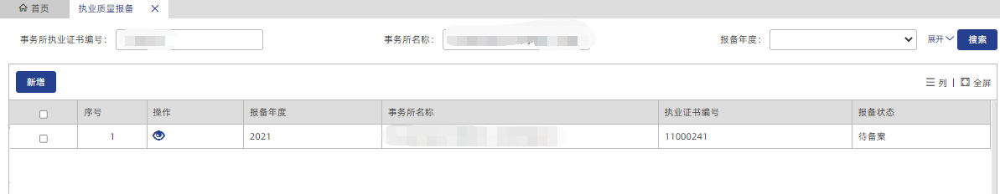 首页 执业质量报备
事务所执业证书编号： 事务所名称： 报备年度： 展开 搜索
新增 列 | 全屏
序号 操作 报备年度 事务所名称 执业证书编号 报备状态
1 2021 11000241 待备案